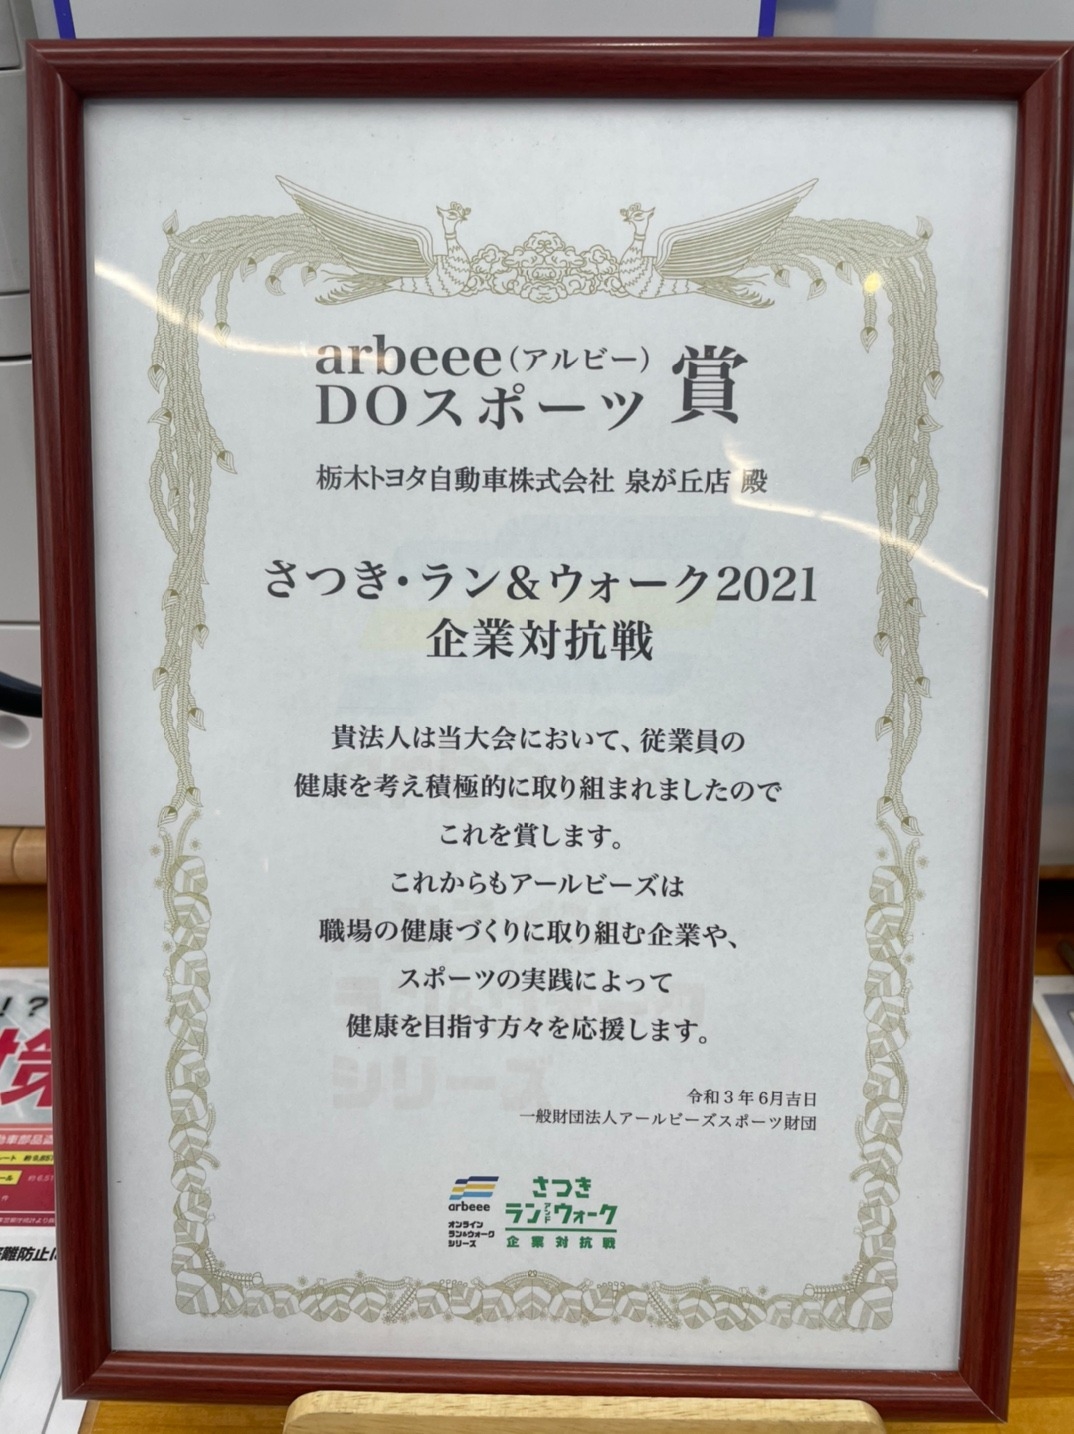 arbeee(アルビー)
DOスポーツ 賞
栃木トヨタ自動車株式会社 泉が丘店 殿
さつき・ラン&ウォーク2021
企業対抗戦
貴法人は当大会において、従業員の
健康を考え積極的に取り組まれましたので
これを賞します。
これからもアールビーズは
職場の健康づくりに取り組む企業や、
スポーツの実践によって
健康を目指す方々を応援します。
令和3年6月吉日
一般財団法人アールビーズスポーツ財団
arbeee
オンライン
ラン&ウォーク
シリーズ
さつき
ランアンドウォーク
企業対抗戦
!?
難防止に